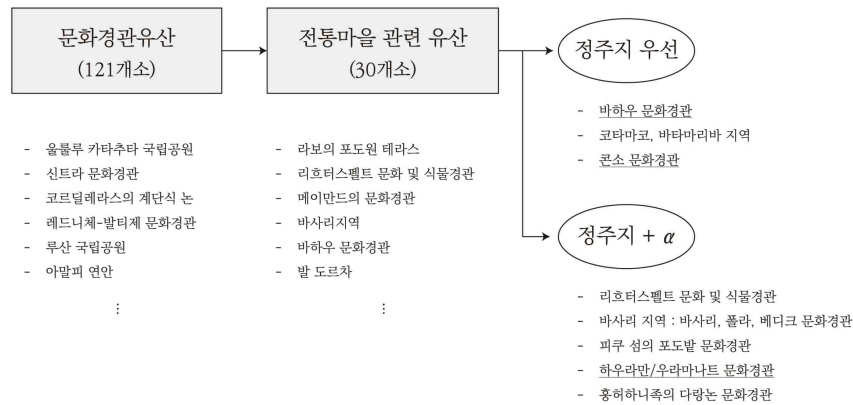 문화경관유산
(121개소)
전통마을 관련 유산
(30개소)
정주지 우선
- 바하우 문화경관
- 코타마코, 바타마리바 지역
- 콘소 문화경관
- 울룰루 카타추타 국립공원
- 신트라 문화경관
- 코르딜레라스의 계단식 논
- 레드니체-발티제 문화경관
- 루산 국립공원
- 아말피 연안
⋮
- 라보의 포도원 테라스
- 리흐터스펠트 문화 및 식물경관
- 메이만드의 문화경관
- 바사리지역
- 바하우 문화경관
- 발 도르차
⋮
정주지 + α
- 리흐터스펠트 문화 및 식물경관
- 바사리 지역 : 바사리, 풀라, 베디크 문화경관
- 피쿠 섬의 포도밭 문화경관
- 하우라만/우라마나트 문화경관
- 홍허하니족의 다랑논 문화경관